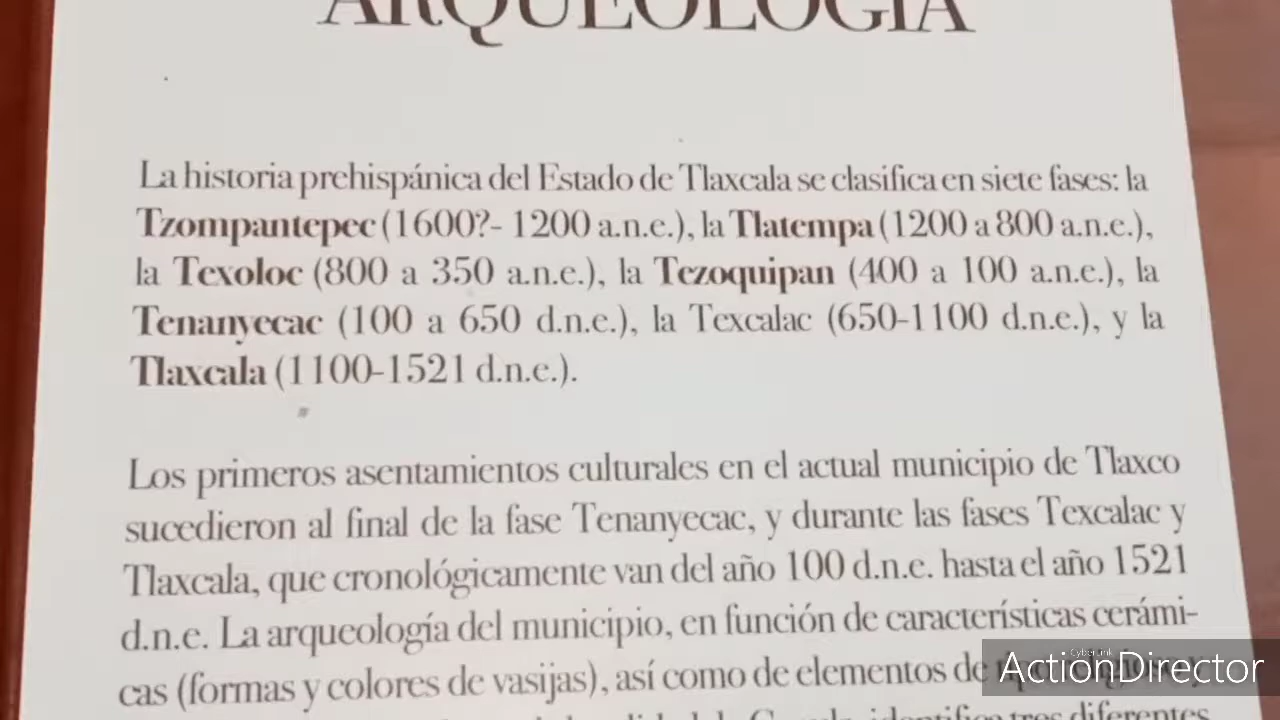 ARQUEOLOGÍA
La historia prehispánica del Estado de Tlaxcala se clasifica en siete fases: la
Tzompantepec (1600?- 1200 a.n.e.), la Tlatempa (1200 a 800 a.n.e.),
la Texoloc (800 a 350 a.n.e.), la Tezoquipan (400 a 100 a.n.e.), la
Tenanyecac (100 a 650 d.n.e.), la Texcalac (650-1100 d.n.e.), y la
Tlaxcala (1100-1521 d.n.e.).
Los primeros asentamientos culturales en el actual municipio de Tlaxco
sucedieron al final de la fase Tenanyecac, y durante las fases Texcalac y
Tlaxcala, que cronológicamente van del año 100 d.n.e. hasta el año 1521
d.n.e. La arqueología del municipio, en función de características cerámi-
cas (formas y colores de vasijas), así como de elementos de
identifica tres diferentes
CyberLink
ActionDirector